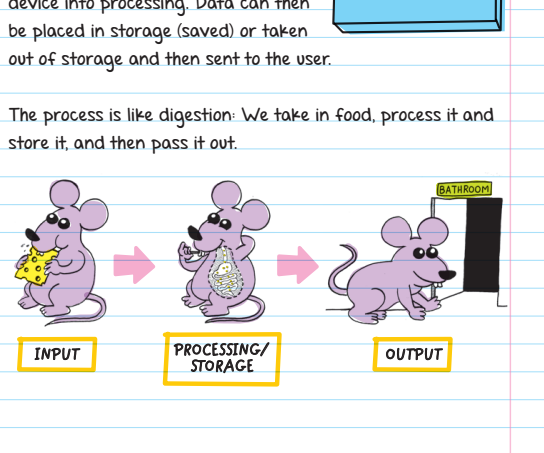 device into processing. Data can then
be placed in storage (saved) or taken
out of storage and then sent to the user.
The process is like digestion: We take in food, process it and
store it, and then pass it out.
BATHROOM
INPUT
PROCESSING/
STORAGE
OUTPUT